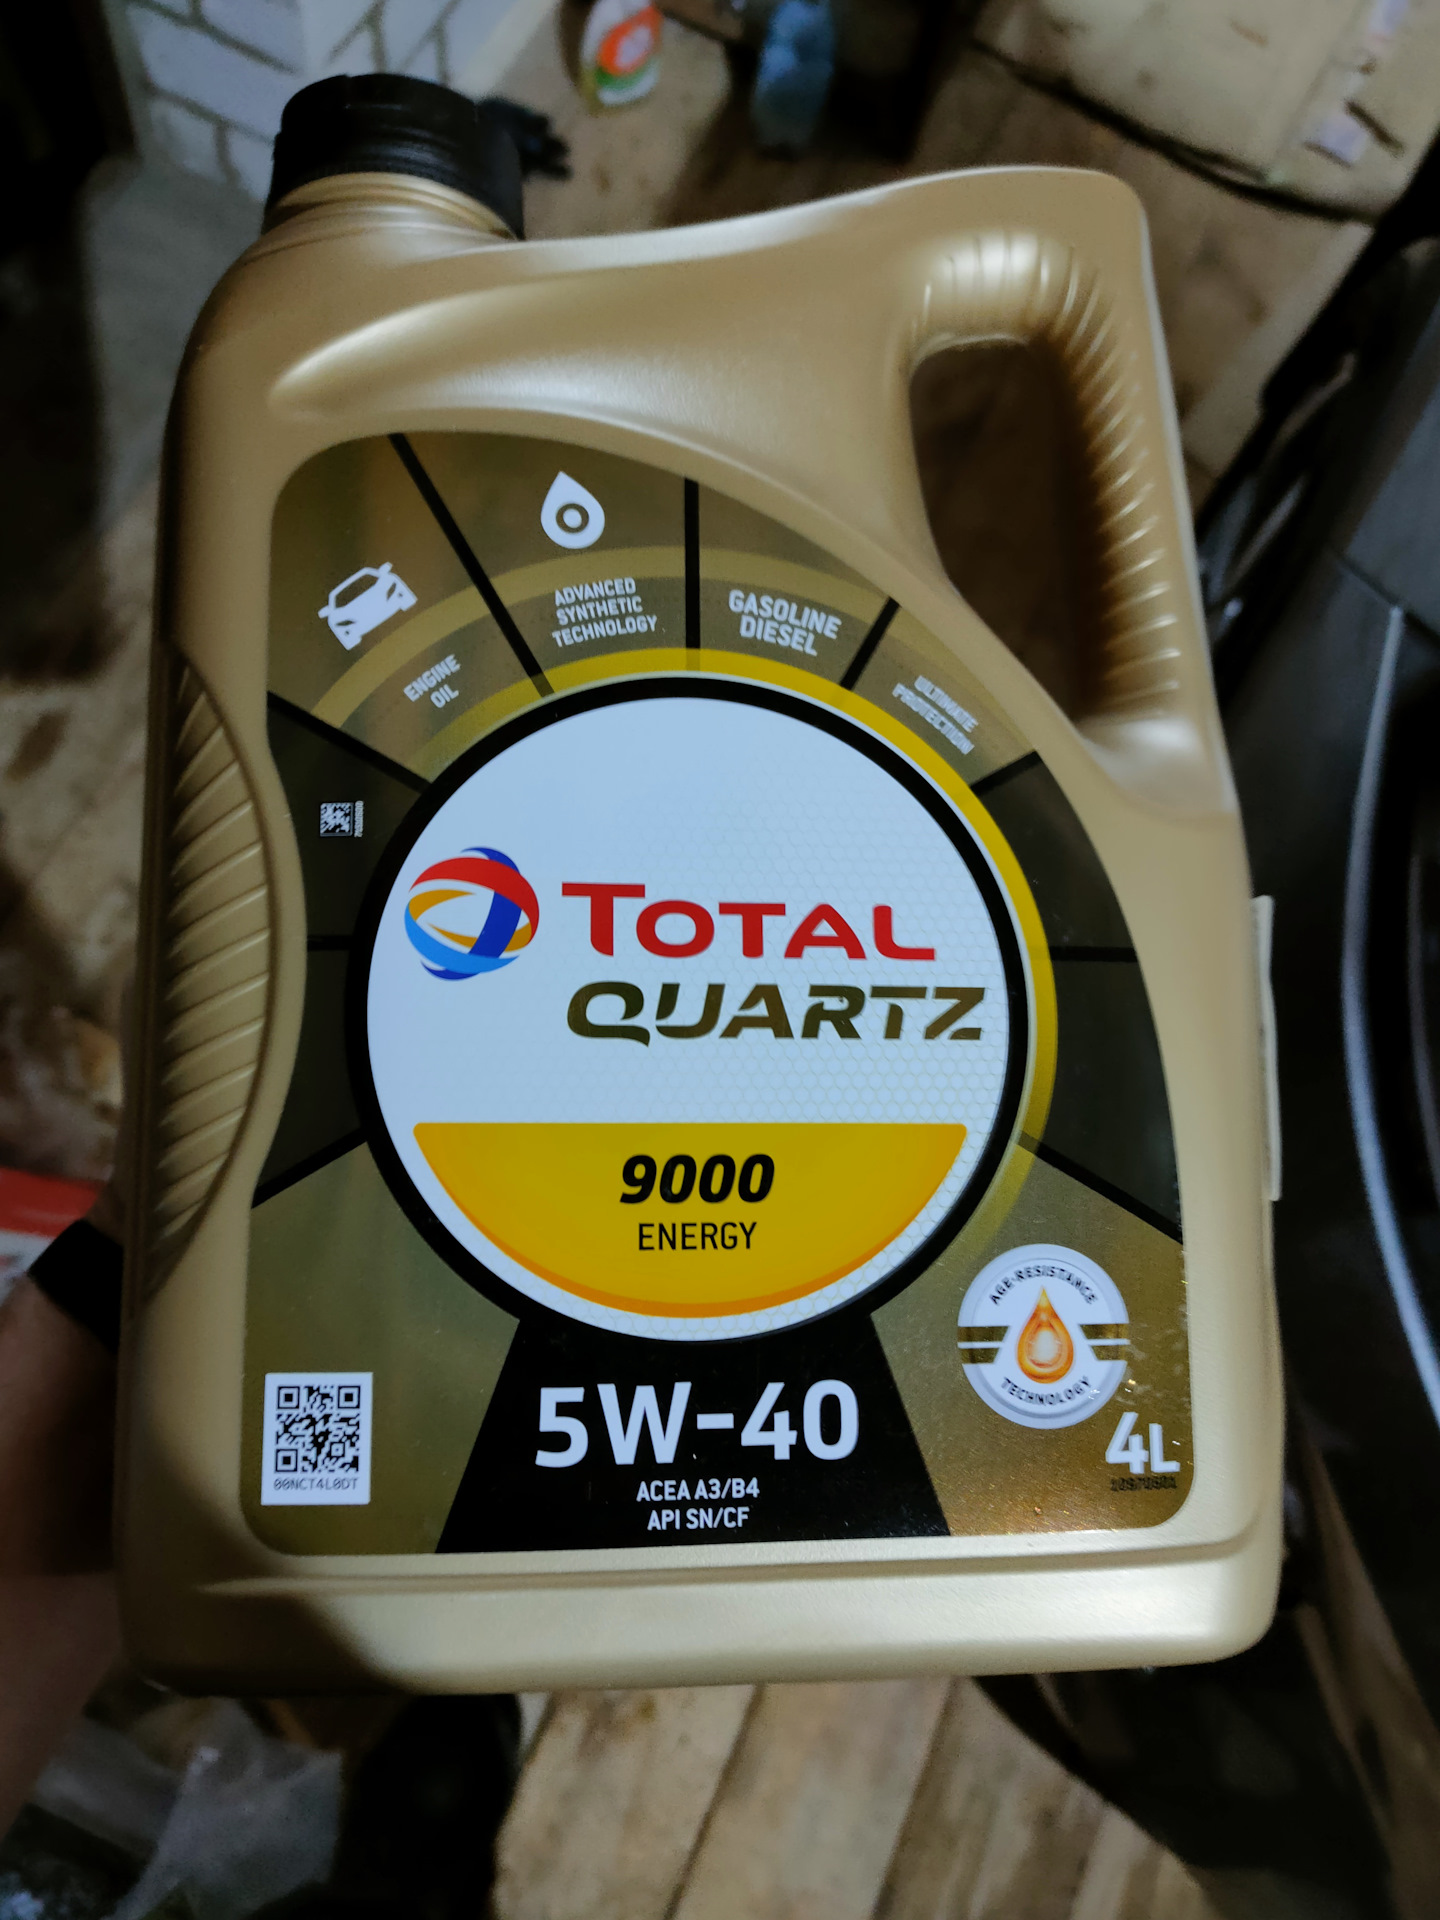 ADVANCED
SYNTHETIC
TECHNOLOGY
GASOLINE
DIESEL
ENGINE
OIL
ULTIMATE
PROTECTION
TOTAL
QUARTZ
9000
ENERGY
AGE-RESISTANCE
TECHNOLOGY
5W-40
4L
ACEA A3/B4
API SN/CF
00NCT4L0DT